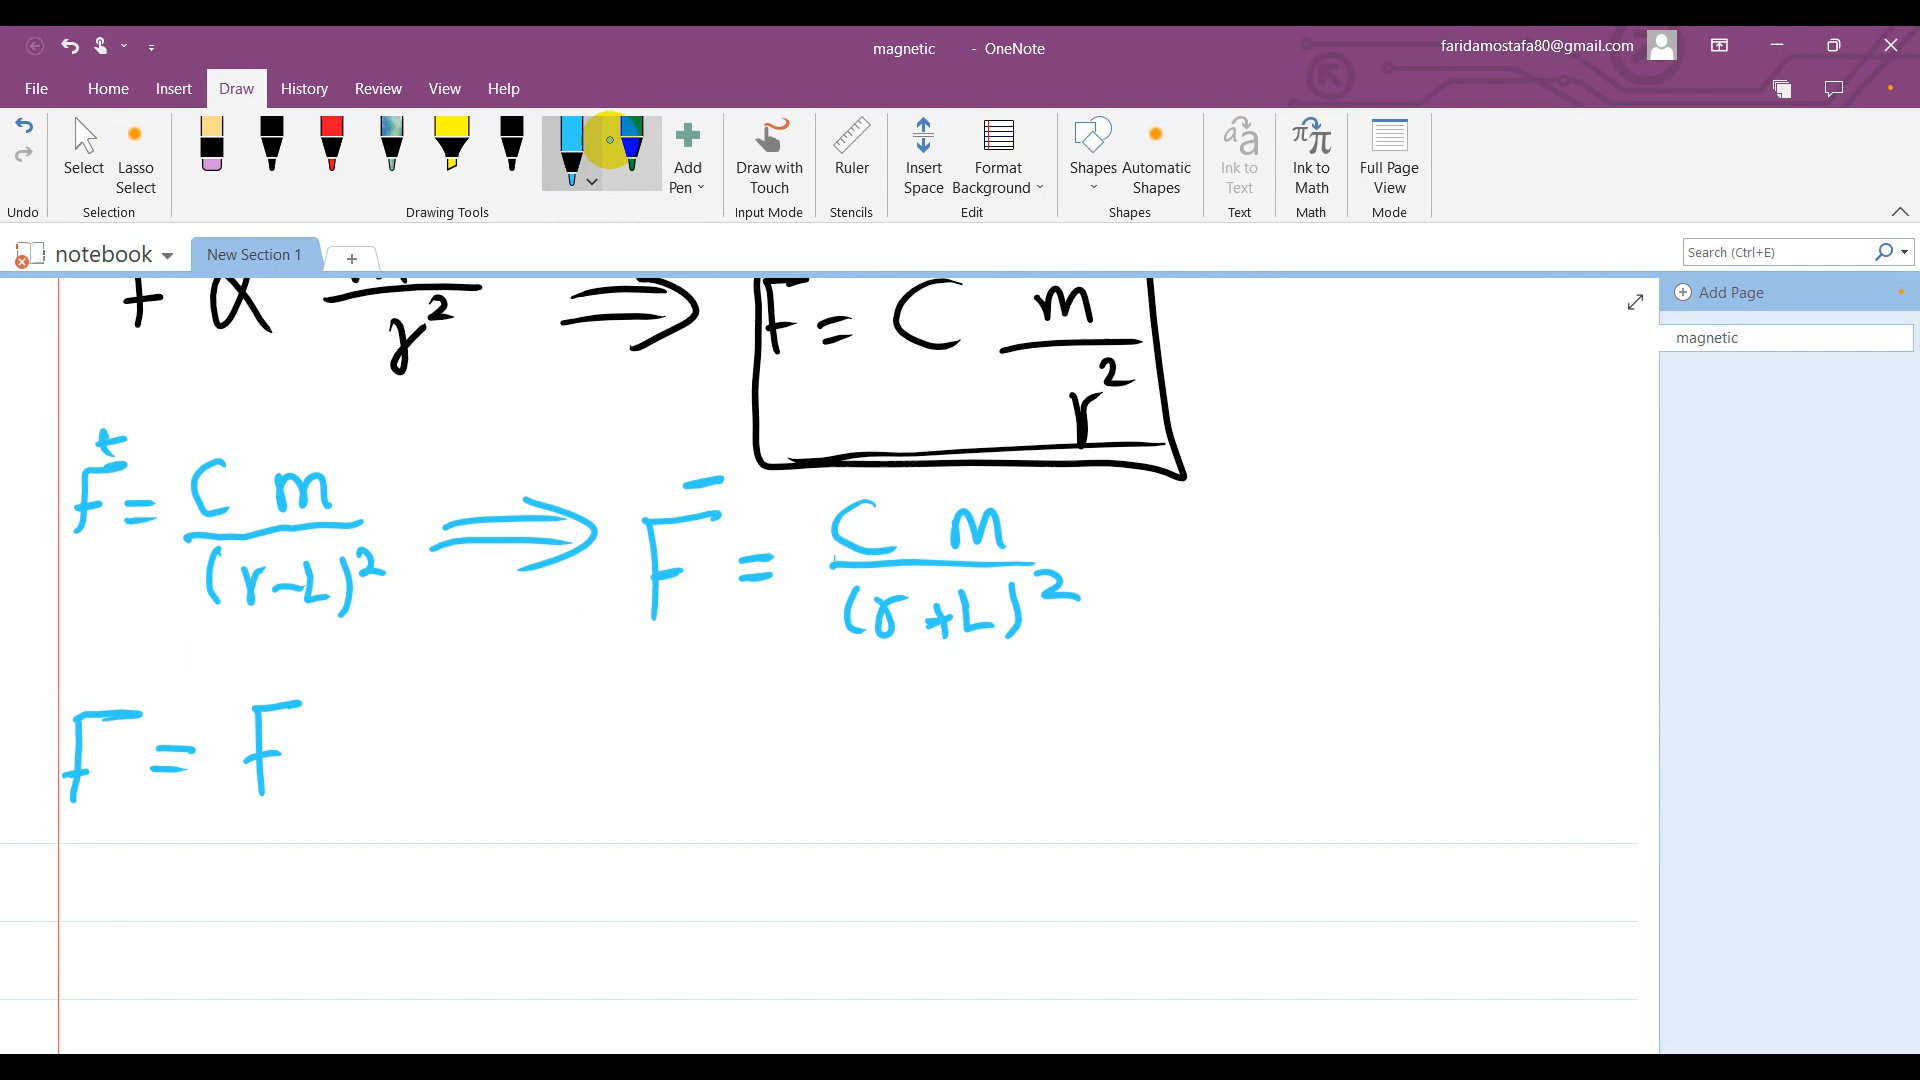 magnetic - OneNote
faridamostafa80@gmail.com
File Home Insert Draw History Review View Help
Select
Lasso Select
Add Pen
Draw with Touch
Ruler
Insert Space
Format Background
Shapes
Automatic Shapes
Ink to Text
Ink to Math
Full Page View
Undo Selection Drawing Tools Input Mode Stencils Edit Shapes Text Math Mode
notebook New Section 1 +
Search (Ctrl+E)
Add Page
magnetic
F α m/r² ⟹ F = C m/r²
F⁺ = C m/(r-L)² ⟹ F⁻ = C m/(r+L)²
F = F